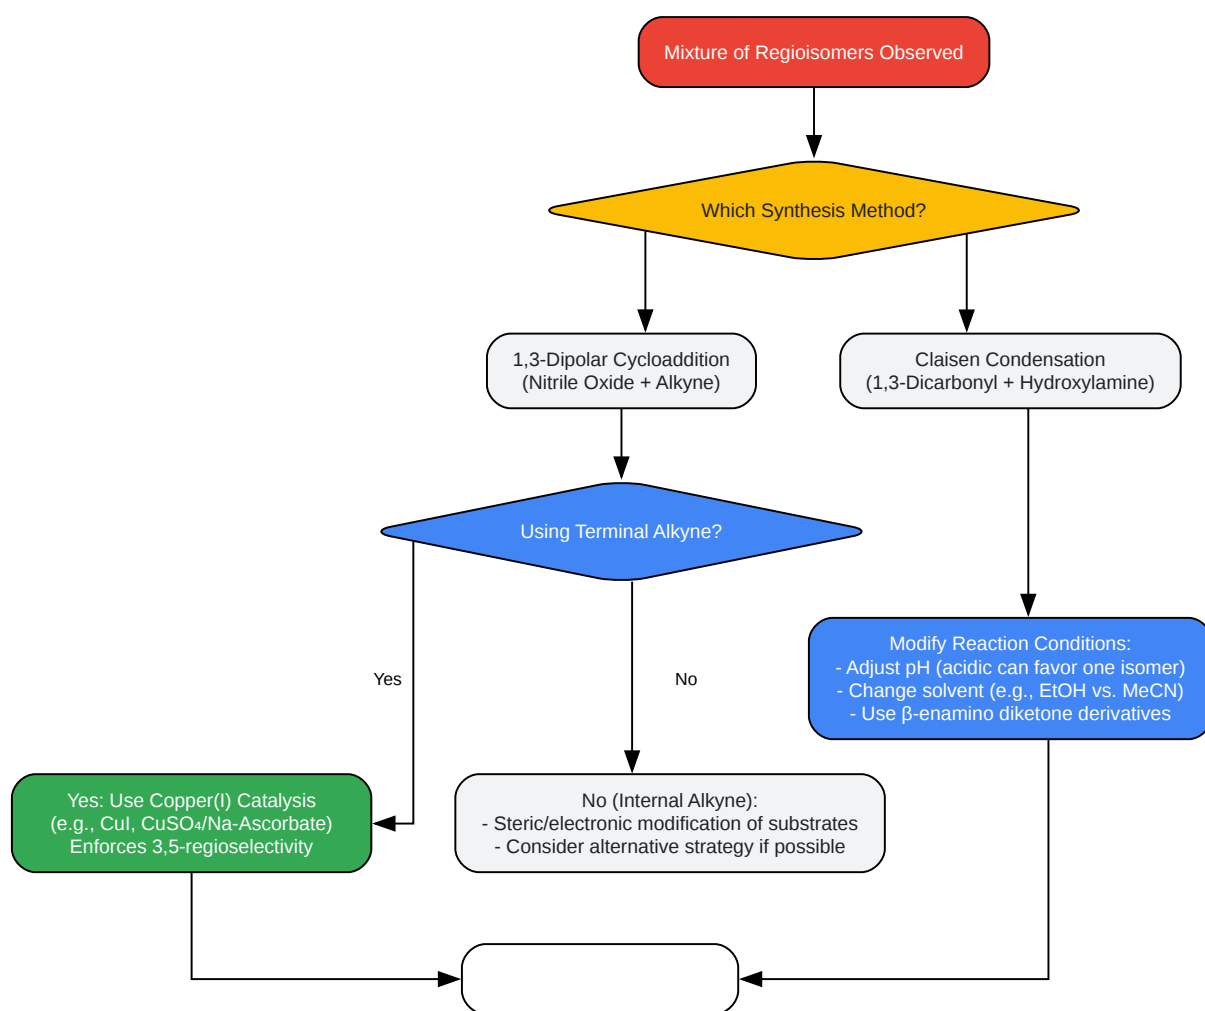 Mixture of Regioisomers Observed
Which Synthesis Method?
1,3-Dipolar Cycloaddition
(Nitrile Oxide + Alkyne)
Claisen Condensation
(1,3-Dicarbonyl + Hydroxylamine)
Using Terminal Alkyne?
Modify Reaction Conditions:
- Adjust pH (acidic can favor one isomer)
- Change solvent (e.g., EtOH vs. MeCN)
- Use β-enamino diketone derivatives
Yes
No
Yes: Use Copper(I) Catalysis
(e.g., CuI, CuSO₄/Na-Ascorbate)
Enforces 3,5-regioselectivity
No (Internal Alkyne):
- Steric/electronic modification of substrates
- Consider alternative strategy if possible